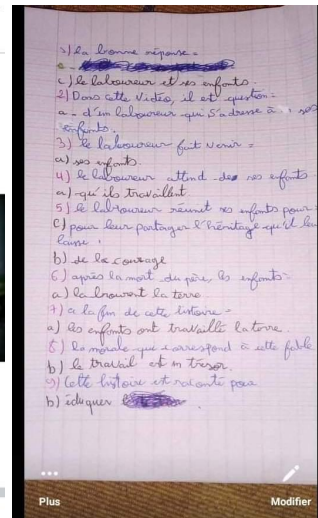 1) la bonne réponse =
c) le laboureur et ses enfants.
2) Dans cette Vidéo, il est question =
a - d'un laboureur qui s'adresse à ses
enfants.
3) le laboureur fait venir =
a) ses enfants.
4) le laboureur attend de ses enfants
a) qu'ils travaillent
5) le laboureur réunit ses enfants pour =
c) pour leur partager l'héritage qu'il leur
laisse.
b) de la courage
6) après la mort du père, les enfants =
a) la terre
7) a la fin de cette histoire =
a) les enfants ont travaillé la terre.
8) la morale qui correspond à cette fable
b) le travail est un trésor.
9) Cette histoire est raconté pour
b) éduquer
Plus
Modifier